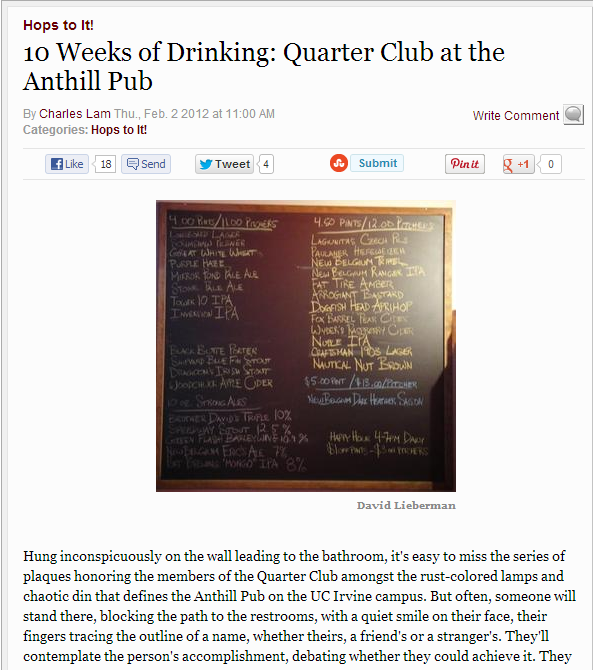 Hops to It!
10 Weeks of Drinking: Quarter Club at the
Anthill Pub
By Charles Lam Thu., Feb. 2 2012 at 11:00 AM
Write Comment
Categories: Hops to It!
Like 18 Send Tweet 4 Submit Pin it +1 0
4.00 PINTS/11.00 PITCHERS
LAGER
PILSNER
GREAT WHITE WHEAT
PURPLE HAZE
MIRROR POND PALE ALE
STONE PALE ALE
TOWER 10 IPA
INVERSION IPA
BLACK BUTTE PORTER
BLUE FIN STOUT
IRISH STOUT
WOODCHUCK APPLE CIDER
10 OZ. STRONG ALES
BROTHER DAVID'S TRIPLE 10%
SPEEDWAY STOUT 12.5%
GREEN FLASH BARLEYWINE 10.9%
NEW BELGIUM ERIC'S ALE 7%
"MONGO" IPA 8%
4.50 PINTS/12.00 PITCHERS
LAGUNITAS CZECH PILS
PAULANER HEFEWEIZEN
NEW BELGIUM TRIPEL
NEW BELGIUM RANGER IPA
FAT TIRE AMBER
ARROGANT BASTARD
DOGFISH HEAD APRIHOP
FOX BARREL PEAR CIDER
WYDER'S RASPBERRY CIDER
NOBLE IPA
CRAFTSMAN 1903 LAGER
NAUTICAL NUT BROWN
$5.00 PINT / $13.00/PITCHER
NEW BELGIUM DARK HEATHER SAISON
HAPPY HOUR 4-7PM DAILY
$1 OFF PINTS - $3 OFF PITCHERS
David Lieberman
Hung inconspicuously on the wall leading to the bathroom, it's easy to miss the series of
plaques honoring the members of the Quarter Club amongst the rust-colored lamps and
chaotic din that defines the Anthill Pub on the UC Irvine campus. But often, someone will
stand there, blocking the path to the restrooms, with a quiet smile on their face, their
fingers tracing the outline of a name, whether theirs, a friend's or a stranger's. They'll
contemplate the person's accomplishment, debating whether they could achieve it. They